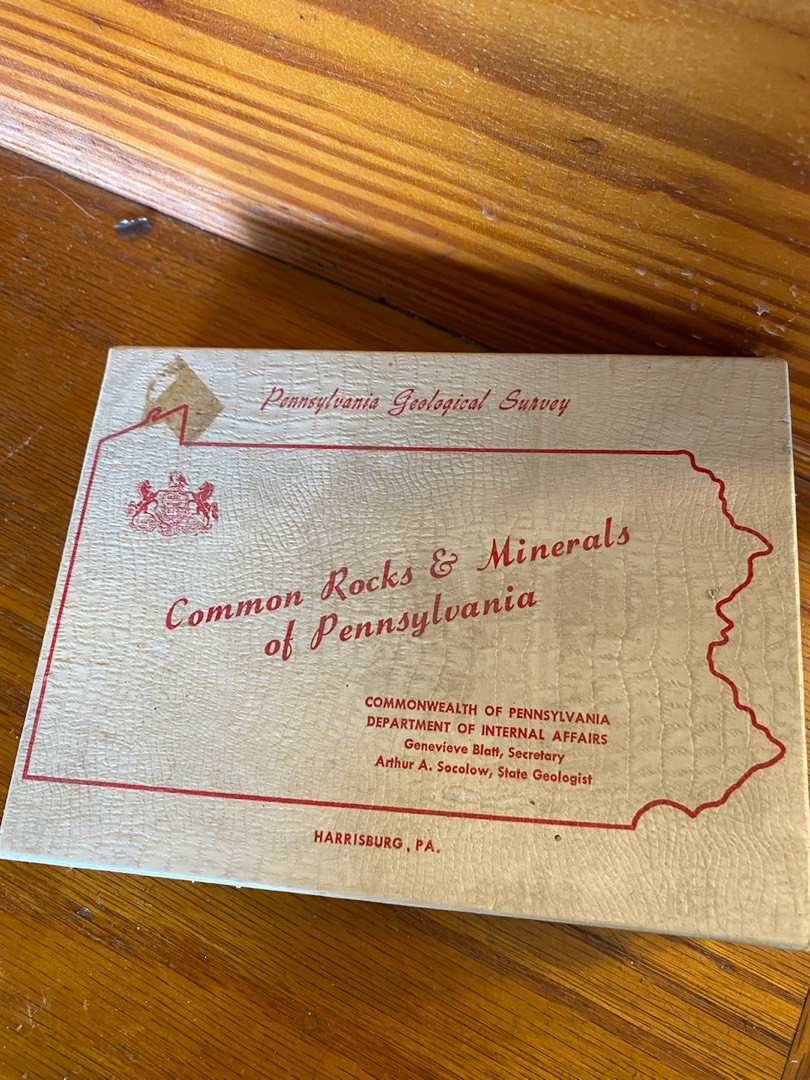 Pennsylvania Geological Survey
Common Rocks & Minerals
of Pennsylvania
COMMONWEALTH OF PENNSYLVANIA
DEPARTMENT OF INTERNAL AFFAIRS
Genevieve Blatt, Secretary
Arthur A. Socolow, State Geologist
HARRISBURG, PA.